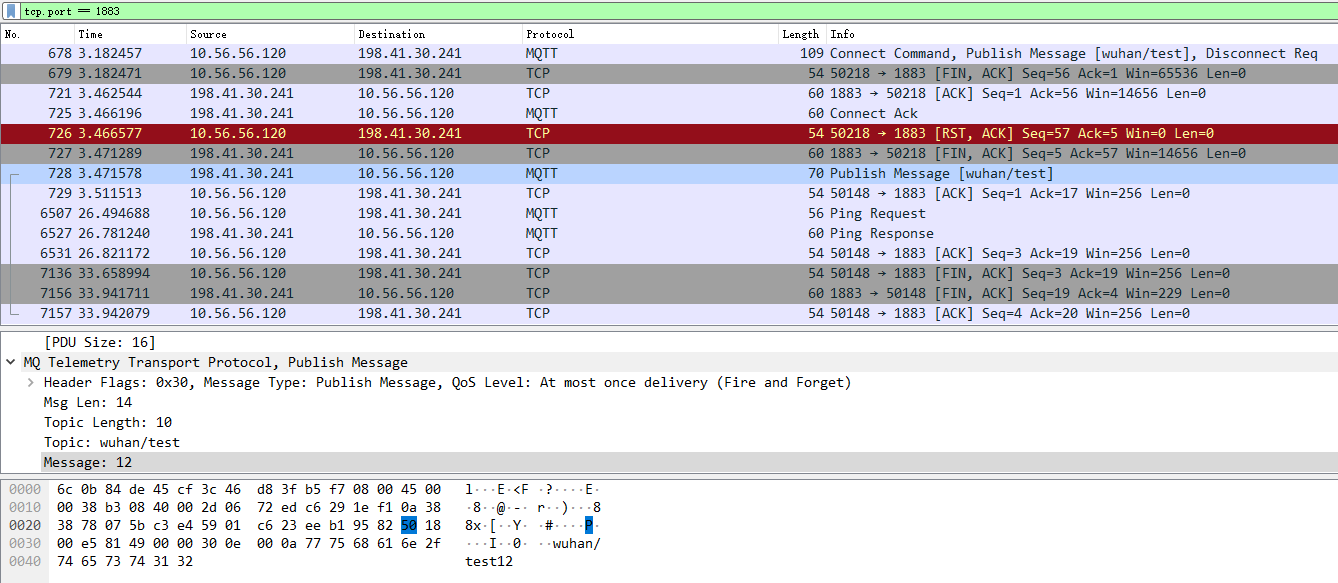 tcp.port == 1883
No. Time Source Destination Protocol Length Info
678 3.182457 10.56.56.120 198.41.30.241 MQTT 109 Connect Command, Publish Message [wuhan/test], Disconnect Req
679 3.182471 10.56.56.120 198.41.30.241 TCP 54 50218 → 1883 [FIN, ACK] Seq=56 Ack=1 Win=65536 Len=0
721 3.462544 198.41.30.241 10.56.56.120 TCP 60 1883 → 50218 [ACK] Seq=1 Ack=56 Win=14656 Len=0
725 3.466196 198.41.30.241 10.56.56.120 MQTT 60 Connect Ack
726 3.466577 10.56.56.120 198.41.30.241 TCP 54 50218 → 1883 [RST, ACK] Seq=57 Ack=5 Win=0 Len=0
727 3.471289 198.41.30.241 10.56.56.120 TCP 60 1883 → 50218 [FIN, ACK] Seq=5 Ack=57 Win=14656 Len=0
728 3.471578 198.41.30.241 10.56.56.120 MQTT 70 Publish Message [wuhan/test]
729 3.511513 10.56.56.120 198.41.30.241 TCP 54 50148 → 1883 [ACK] Seq=1 Ack=17 Win=256 Len=0
6507 26.494688 10.56.56.120 198.41.30.241 MQTT 56 Ping Request
6527 26.781240 198.41.30.241 10.56.56.120 MQTT 60 Ping Response
6531 26.821172 10.56.56.120 198.41.30.241 TCP 54 50148 → 1883 [ACK] Seq=3 Ack=19 Win=256 Len=0
7136 33.658994 10.56.56.120 198.41.30.241 TCP 54 50148 → 1883 [FIN, ACK] Seq=3 Ack=19 Win=256 Len=0
7156 33.941711 198.41.30.241 10.56.56.120 TCP 60 1883 → 50148 [FIN, ACK] Seq=19 Ack=4 Win=229 Len=0
7157 33.942079 10.56.56.120 198.41.30.241 TCP 54 50148 → 1883 [ACK] Seq=4 Ack=20 Win=256 Len=0
[PDU Size: 16]
MQ Telemetry Transport Protocol, Publish Message
Header Flags: 0x30, Message Type: Publish Message, QoS Level: At most once delivery (Fire and Forget)
Msg Len: 14
Topic Length: 10
Topic: wuhan/test
Message: 12
0000 6c 0b 84 de 45 cf 3c 46 d8 3f b5 f7 08 00 45 00 l···E·<F ·?····E·
0010 00 38 b3 08 40 00 2d 06 72 ed c6 29 1e f1 0a 38 ·8··@·-· r··)···8
0020 38 78 07 5b c3 e4 59 01 c6 23 ee b1 95 82 50 18 8x·[··Y· ·#····P·
0030 00 e5 81 49 00 00 30 0e 00 0a 77 75 68 61 6e 2f ···I··0· ··wuhan/
0040 74 65 73 74 31 32 test12